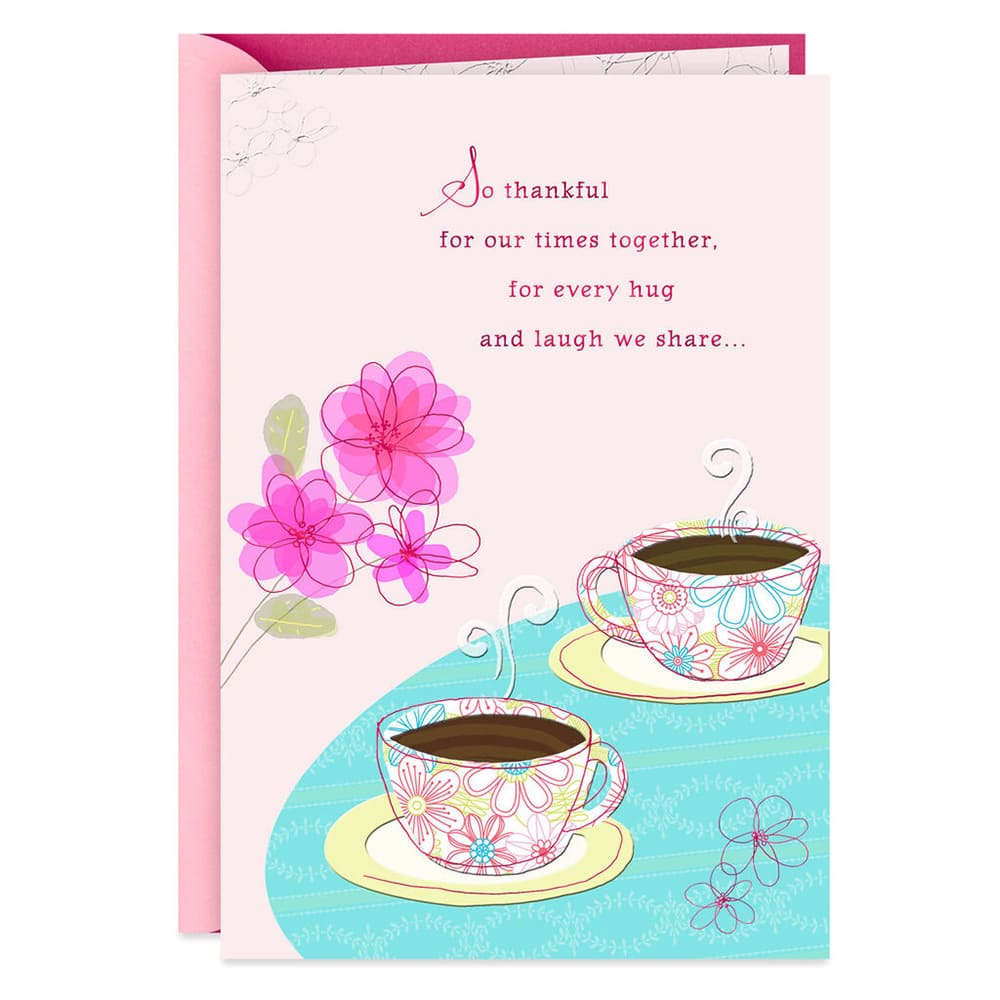 So thankful
for our times together,
for every hug
and laugh we share...